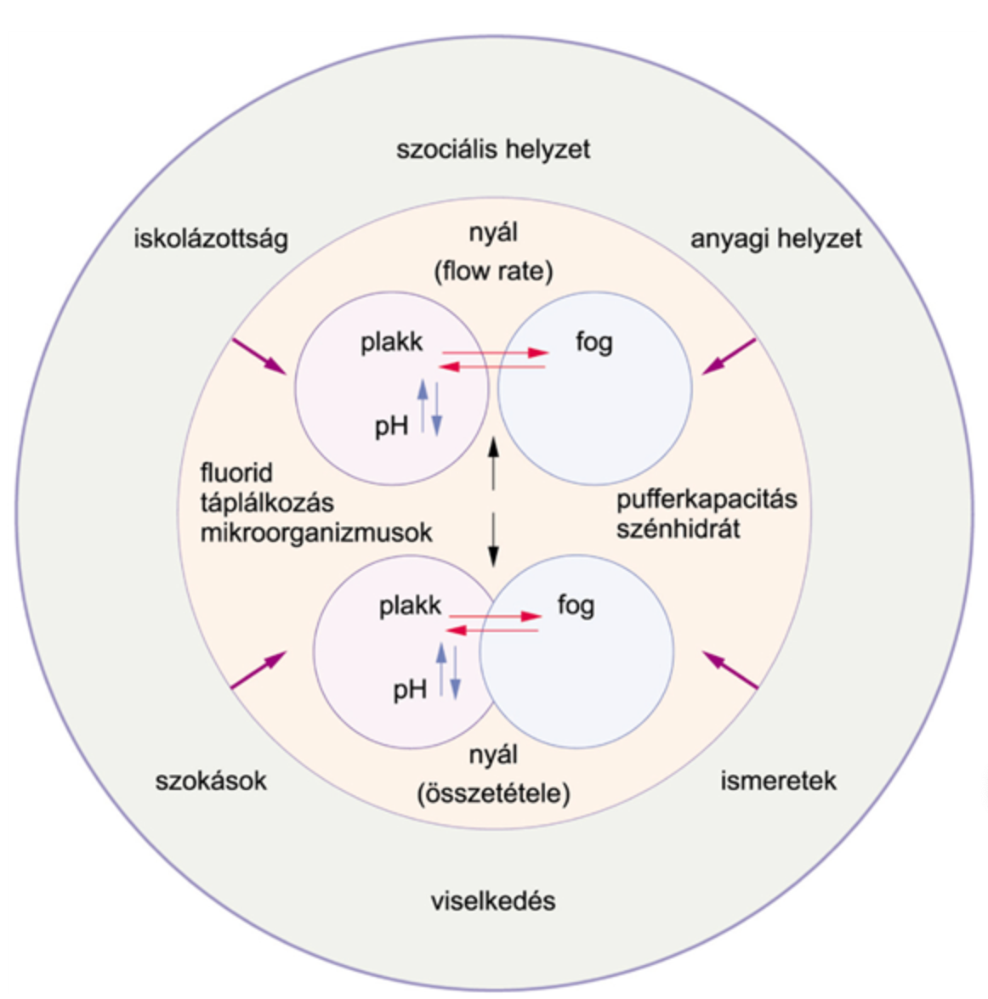 szociális helyzet
iskolázottság
anyagi helyzet
nyál
(flow rate)
plakk
fog
pH
fluorid
táplálkozás
mikroorganizmusok
pufferkapacitás
szénhidrát
plakk
fog
pH
nyál
(összetétele)
szokások
ismeretek
viselkedés